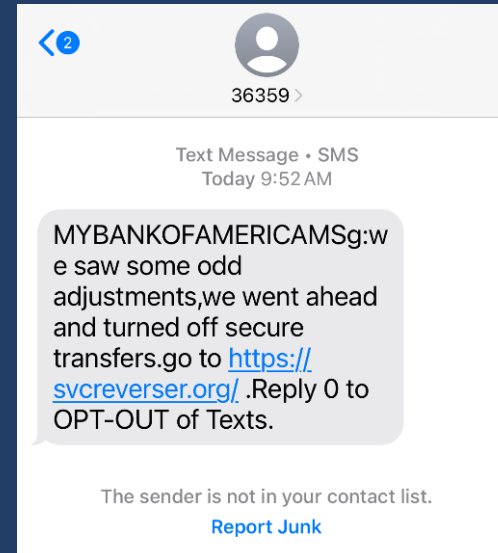 2
36359
Text Message • SMS
Today 9:52 AM
MYBANKOFAMERICAMSg:w
e saw some odd
adjustments,we went ahead
and turned off secure
transfers.go to https://
svcreverser.org/ .Reply 0 to
OPT-OUT of Texts.
The sender is not in your contact list.
Report Junk